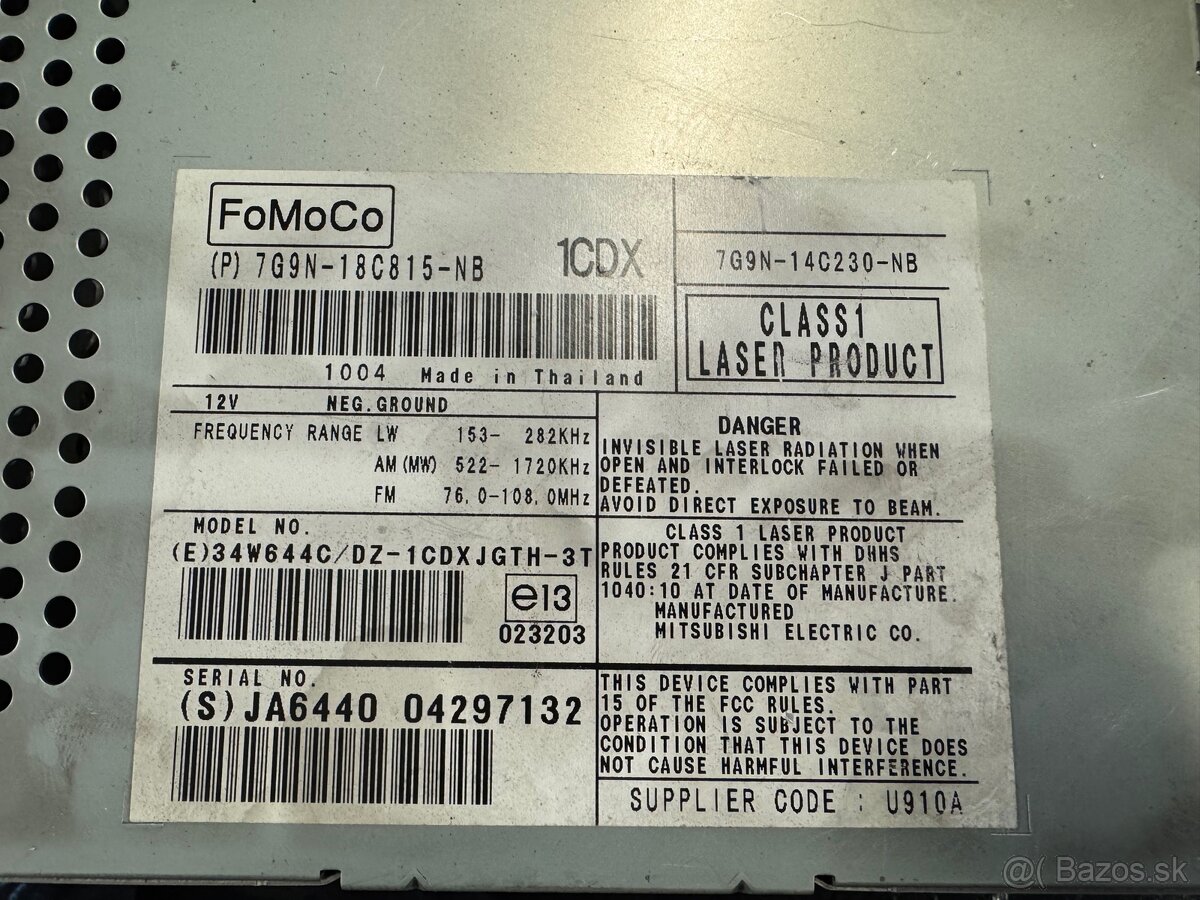 FoMoCo
(P) 7G9N-18C815-NB
1CDX
1004 Made in Thailand
7G9N-14C230-NB
CLASS1
LASER PRODUCT
12V NEG.GROUND
FREQUENCY RANGE LW 153- 282KHz
AM(MW) 522- 1720KHz
FM 76.0-108.0MHz
DANGER
INVISIBLE LASER RADIATION WHEN
OPEN AND INTERLOCK FAILED OR
DEFEATED.
AVOID DIRECT EXPOSURE TO BEAM.
MODEL NO.
(E)34W644C/DZ-1CDXJGTH-3T
e13
023203
CLASS 1 LASER PRODUCT
PRODUCT COMPLIES WITH DHHS
RULES 21 CFR SUBCHAPTER J PART
1040:10 AT DATE OF MANUFACTURE.
MANUFACTURED
MITSUBISHI ELECTRIC CO.
SERIAL NO.
(S)JA6440 04297132
THIS DEVICE COMPLIES WITH PART
15 OF THE FCC RULES.
OPERATION IS SUBJECT TO THE
CONDITION THAT THIS DEVICE DOES
NOT CAUSE HARMFUL INTERFERENCE.
SUPPLIER CODE : U910A
@( Bazos.sk